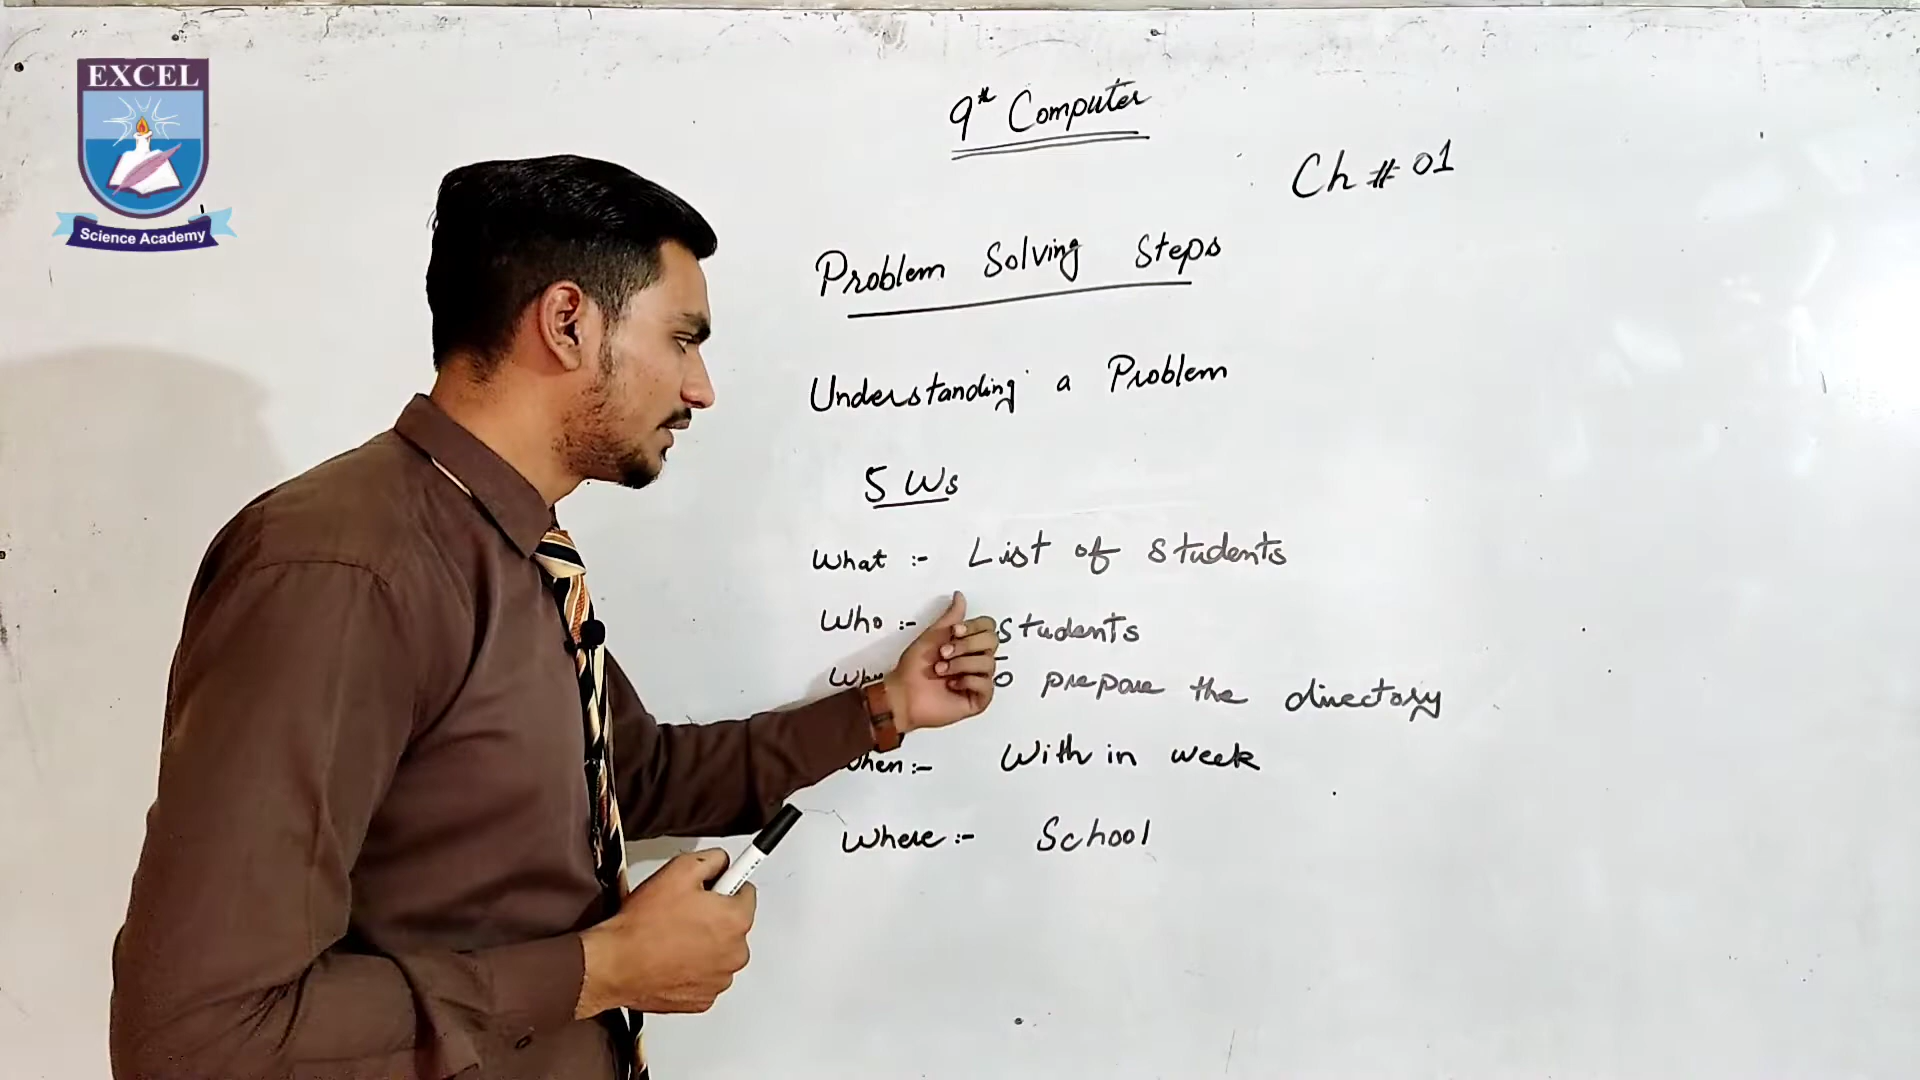 EXCEL
Science Academy
9th Computer
Ch # 01
Problem Solving Steps
Understanding a Problem
5 Ws
What :- List of students
Who :- students
prepare the directory
When :- With in week
Where :- School